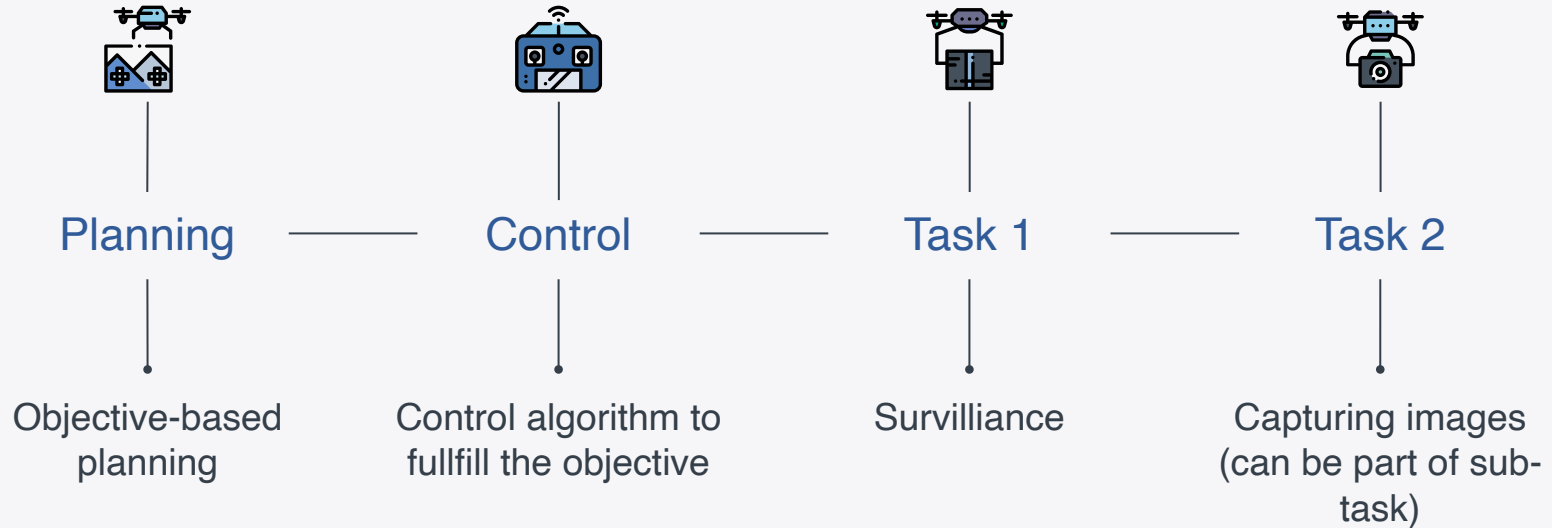 Planning
Control
Task 1
Task 2
Objective-based
planning
Control algorithm to
fullfill the objective
Survilliance
Capturing images
(can be part of sub-
task)